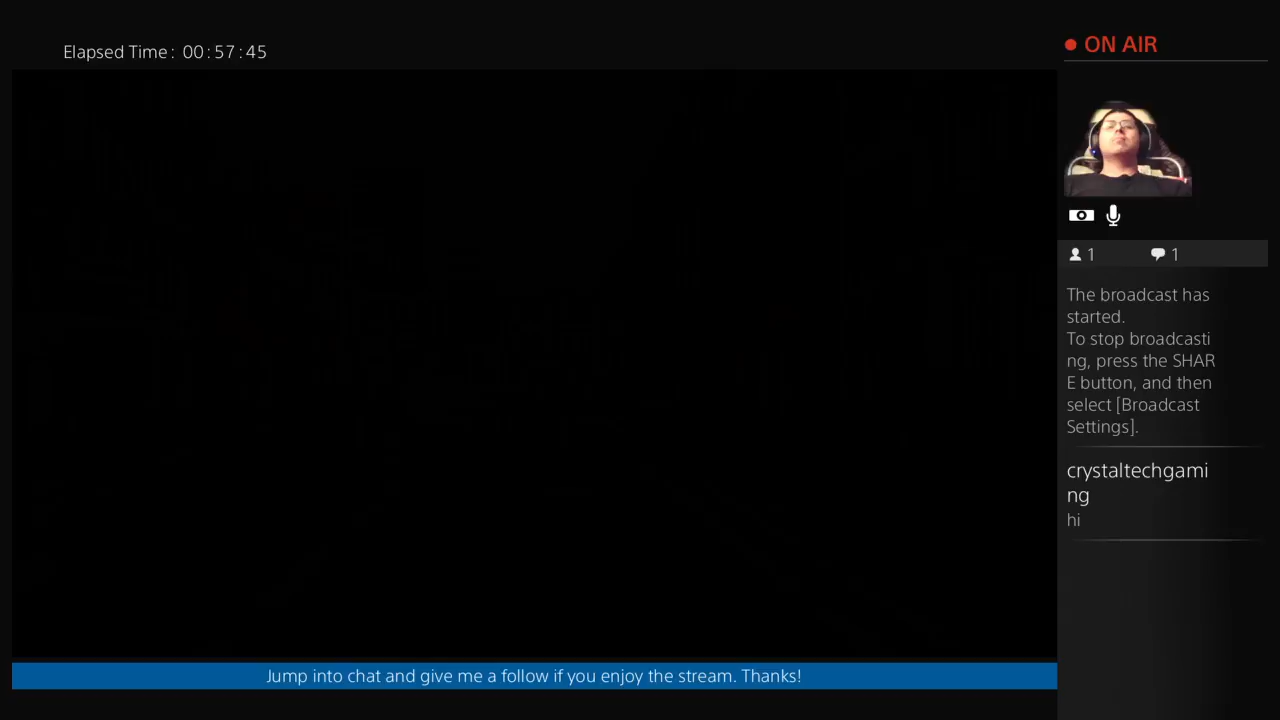 Elapsed Time: 00:57:45
ON AIR
1
1
The broadcast has
started.
To stop broadcasti
ng, press the SHAR
E button, and then
select [Broadcast
Settings].
crystaltechgami
ng
hi
Jump into chat and give me a follow if you enjoy the stream. Thanks!